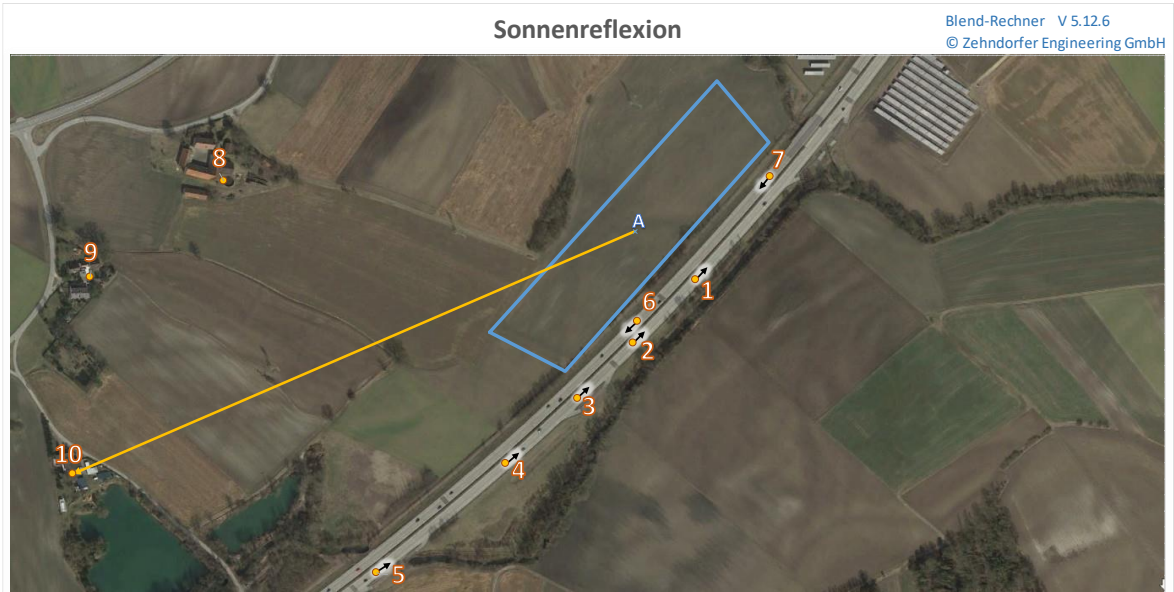 Sonnenreflexion
Blend-Rechner V 5.12.6
© Zehndorfer Engineering GmbH
8
7
A
9
1
6
2
3
10
4
5